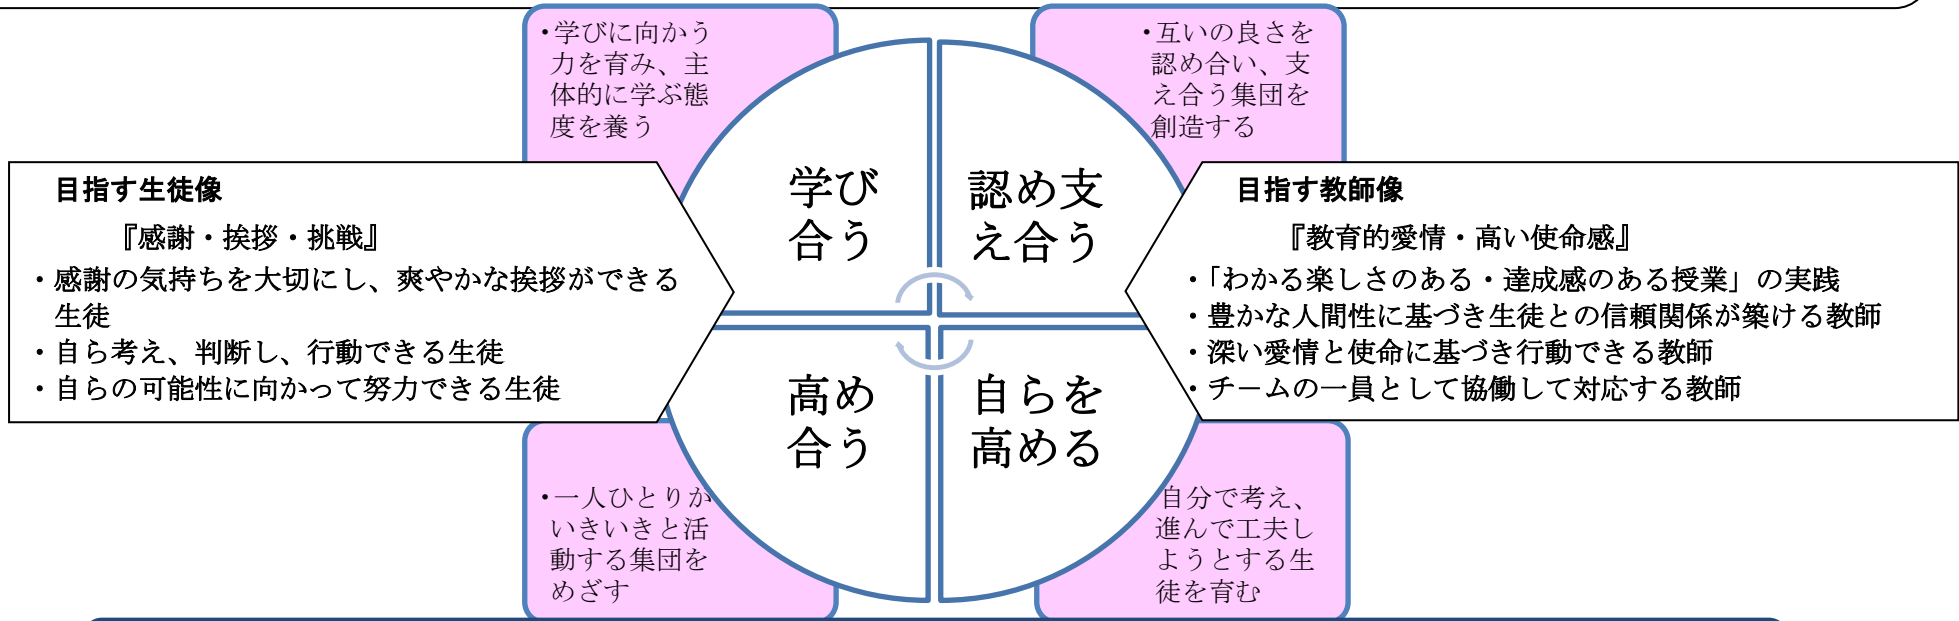 ・学びに向かう
力を育み、主
体的に学ぶ態
度を養う
・互いの良さを
認め合い、支
え合う集団を
創造する
目指す生徒像
『感謝・挨拶・挑戦』
・感謝の気持ちを大切にし、爽やかな挨拶ができる
生徒
・自ら考え、判断し、行動できる生徒
・自らの可能性に向かって努力できる生徒
学び
合う
認め支
え合う
高め
合う
自らを
高める
目指す教師像
『教育的愛情・高い使命感』
・「わかる楽しさのある・達成感のある授業」の実践
・豊かな人間性に基づき生徒との信頼関係が築ける教師
・深い愛情と使命に基づき行動できる教師
・チームの一員として協働して対応する教師
・一人ひとりが
いきいきと活
動する集団を
めざす
自分で考え、
進んで工夫し
ようとする生
徒を育む